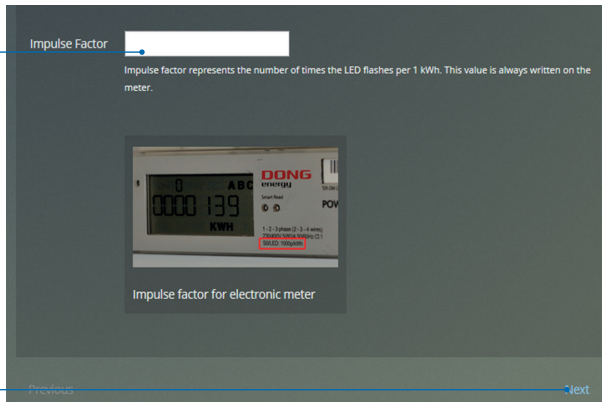 Impulse Factor
Impulse factor represents the number of times the LED flashes per 1 kWh. This value is always written on the
meter.
0 ABC
0000 139
KWH
DONG
energy
Smart Read
POW
1 - 2 - 3 phase (2 - 3 - 4 wires)
Impulse factor for electronic meter
Previous
Next